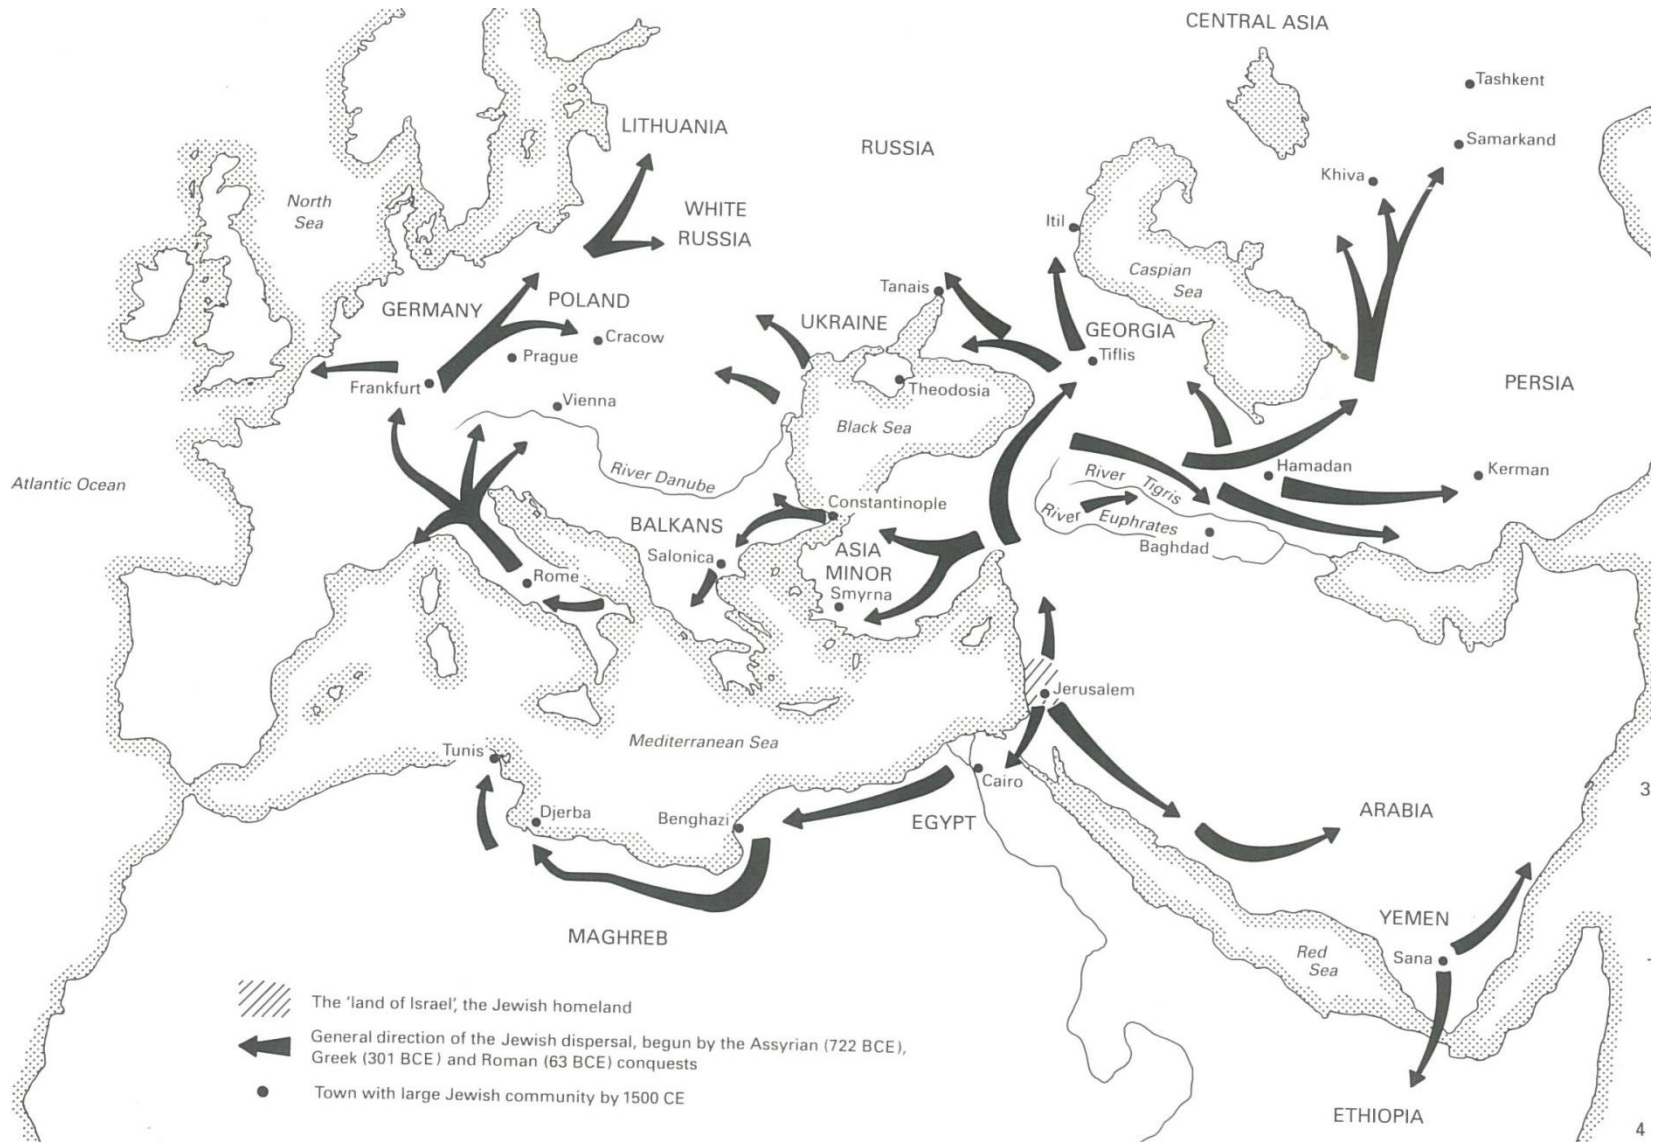 CENTRAL ASIA
Tashkent
LITHUANIA
RUSSIA
Samarkand
Khiva
North
Sea
WHITE
RUSSIA
Itil
Caspian
Sea
Tanais
GERMANY
POLAND
UKRAINE
GEORGIA
Cracow
Prague
Tiflis
Frankfurt
Theodosia
PERSIA
Vienna
Black Sea
River Danube
Hamadan
Kerman
River Tigris
Atlantic Ocean
Constantinople
River Euphrates
BALKANS
Baghdad
Salonica
ASIA
MINOR
Rome
Smyrna
Jerusalem
Mediterranean Sea
Tunis
Cairo
3
Djerba
Benghazi
EGYPT
ARABIA
MAGHREB
YEMEN
Red
Sea
Sana
The 'land of Israel', the Jewish homeland
General direction of the Jewish dispersal, begun by the Assyrian (722 BCE),
Greek (301 BCE) and Roman (63 BCE) conquests
Town with large Jewish community by 1500 CE
ETHIOPIA
4